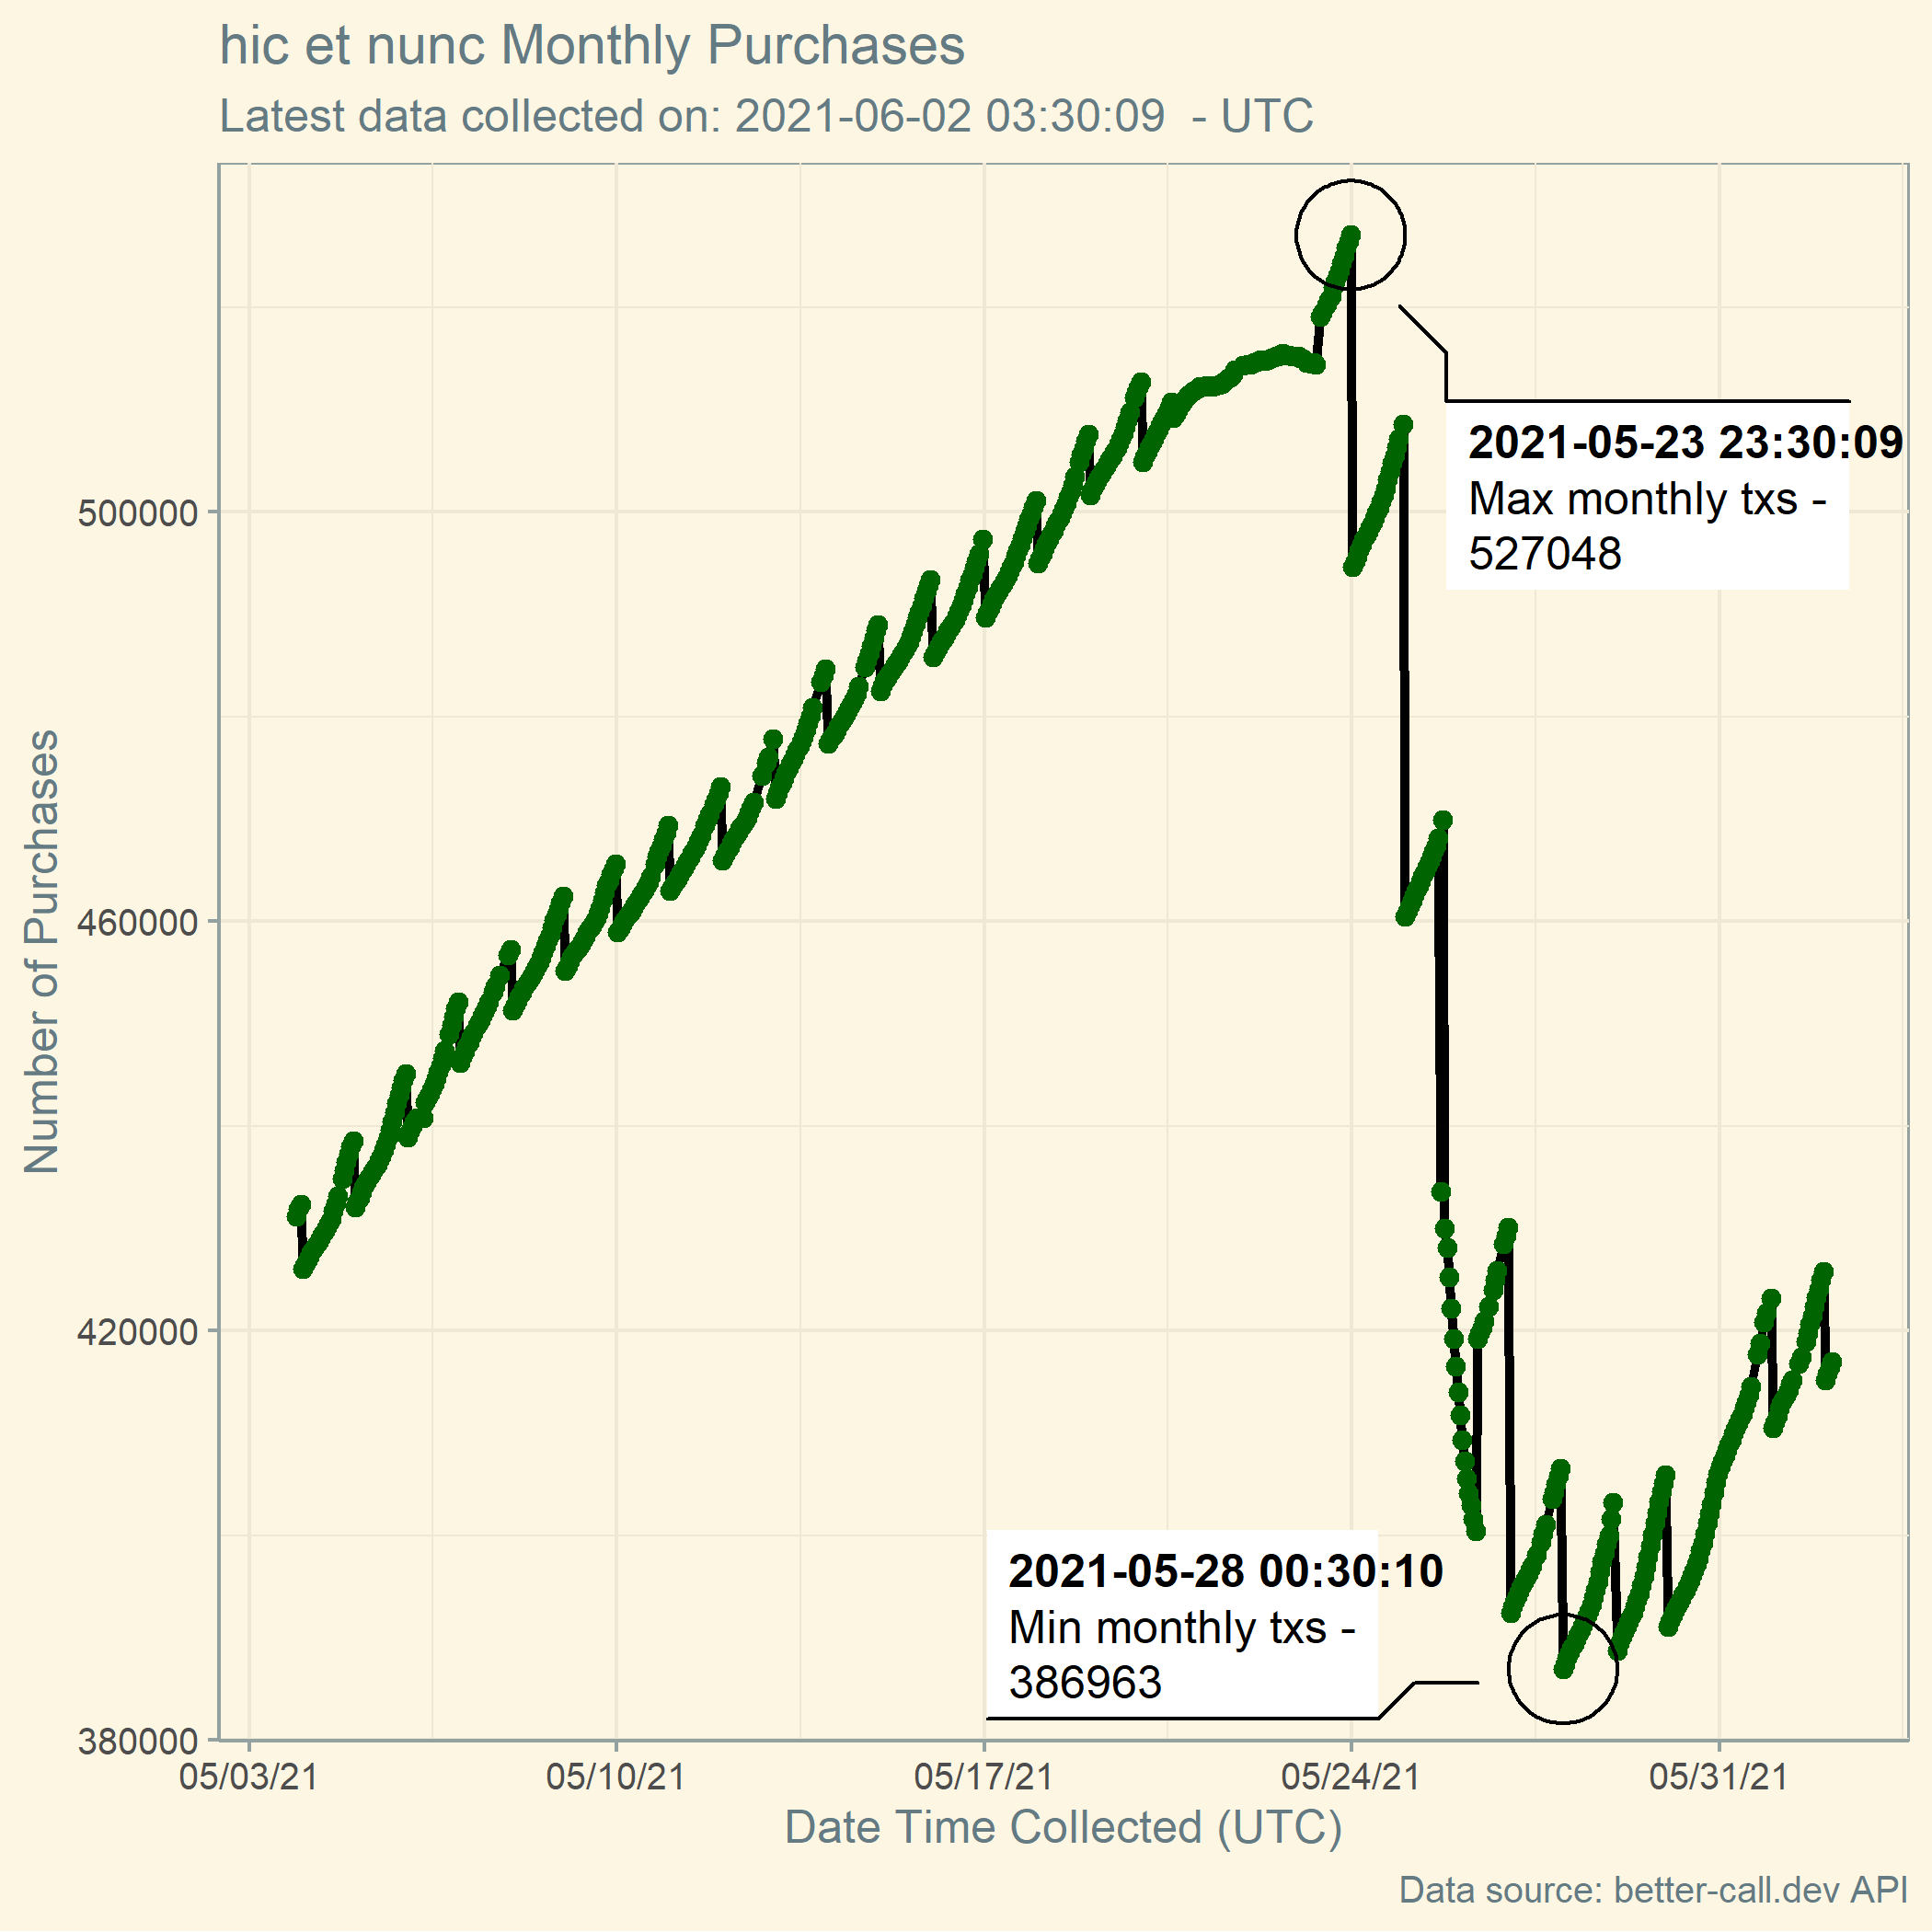 hic et nunc Monthly Purchases
Latest data collected on: 2021-06-02 03:30:09  - UTC
Number of Purchases
500000
460000
420000
380000
2021-05-23 23:30:09
Max monthly txs -
527048
2021-05-28 00:30:10
Min monthly txs -
386963
05/03/21
05/10/21
05/17/21
05/24/21
05/31/21
Date Time Collected (UTC)
Data source: better-call.dev API